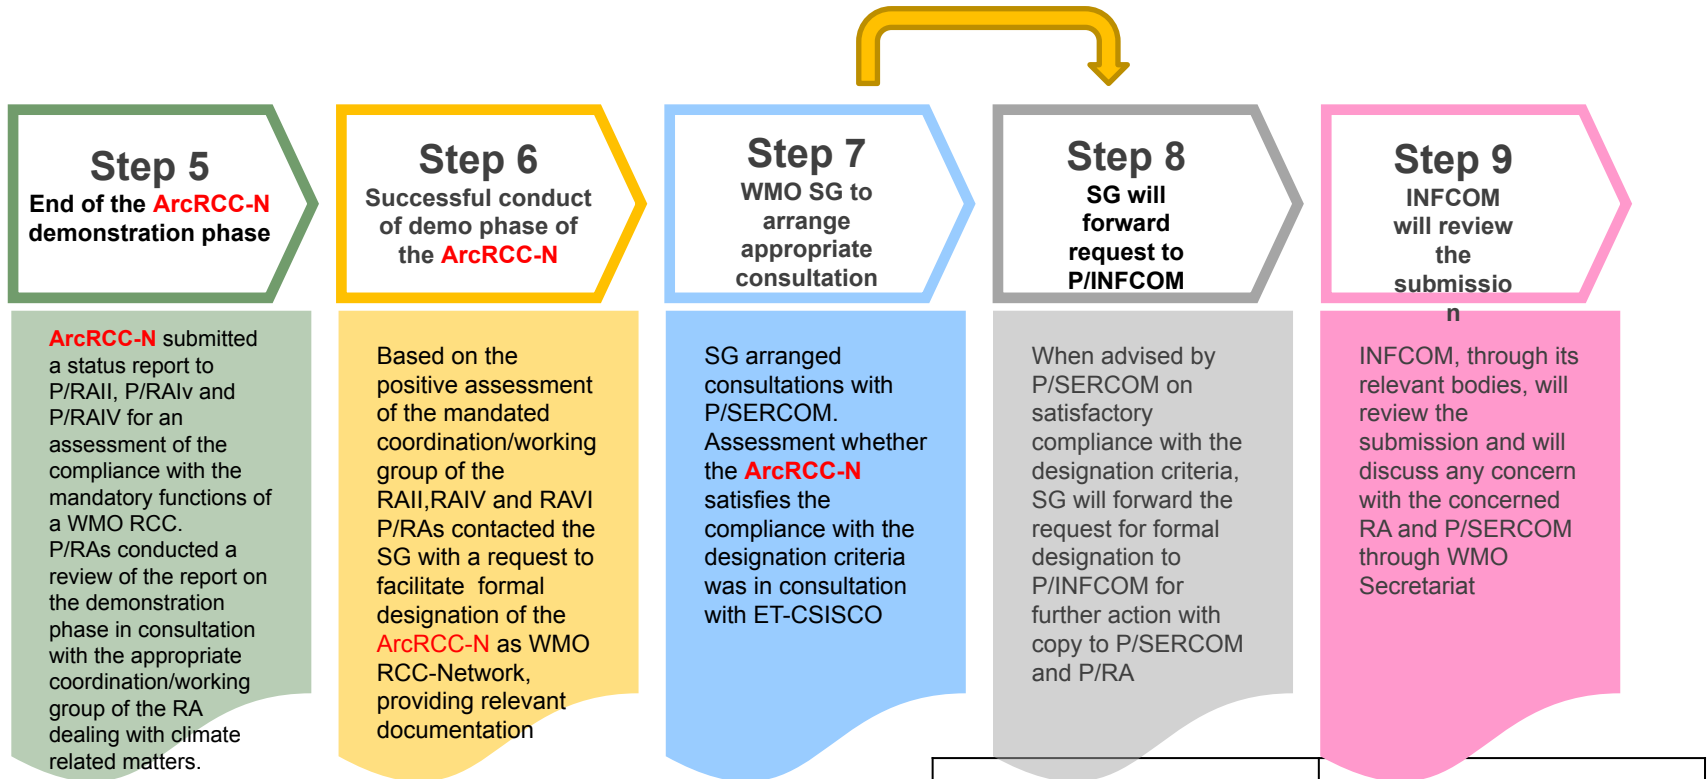 Step 5
End of the ArcRCC-N
demonstration phase
ArcRCC-N submitted
a status report to
P/RAII, P/RAIv and
P/RAIV for an
assessment of the
compliance with the
mandatory functions of
a WMO RCC.
P/RAs conducted a
review of the report on
the demonstration
phase in consultation
with the appropriate
coordination/working
group of the RA
dealing with climate
related matters.
Step 6
Successful conduct
of demo phase of
the ArcRCC-N
Based on the
positive assessment
of the mandated
coordination/working
group of the
RAII,RAIV and RAVI
P/RAs contacted the
SG with a request to
facilitate formal
designation of the
ArcRCC-N as WMO
RCC-Network,
providing relevant
documentation
Step 7
WMO SG to
arrange
appropriate
consultation
SG arranged
consultations with
P/SERCOM.
Assessment whether
the ArcRCC-N
satisfies the
compliance with the
designation criteria
was in consultation
with ET-CSISCO
Step 8
SG will
forward
request to
P/INFCOM
When advised by
P/SERCOM on
satisfactory
compliance with the
designation criteria,
SG will forward the
request for formal
designation to
P/INFCOM for
further action with
copy to P/SERCOM
and P/RA
Step 9
INFCOM
will review
the
submissio
n
INFCOM, through its
relevant bodies, will
review the
submission and will
discuss any concern
with the concerned
RA and P/SERCOM
through WMO
Secretariat